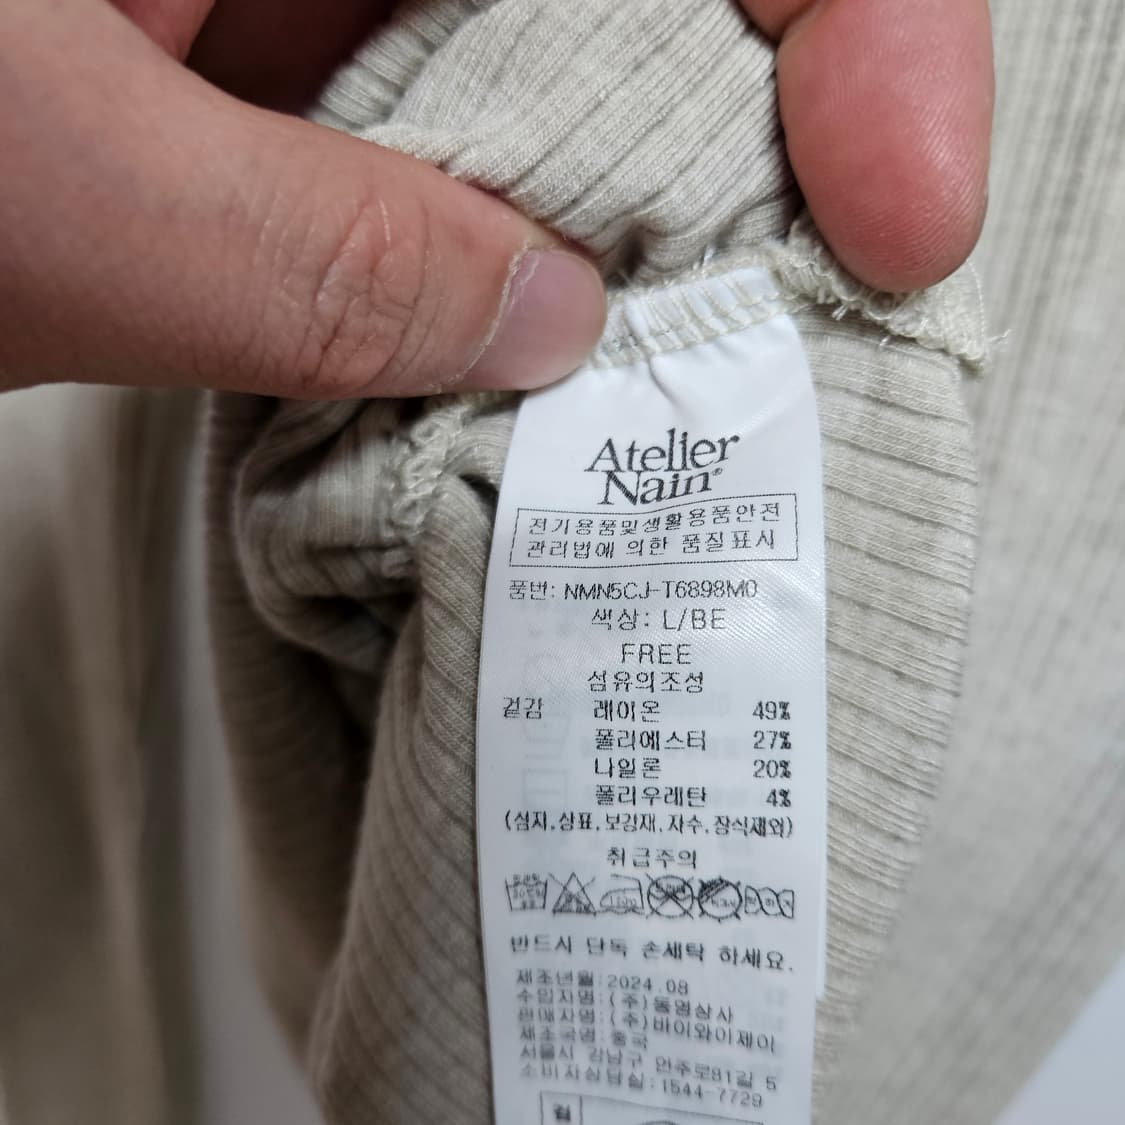 Atelier
Nain®
전기용품및생활용품안전
관리법에 의한 품질표시
품번: NMN5CJ-T6898M0
색상: L/BE
FREE
섬유의조성
겉감 레이온 49%
폴리에스터 27%
나일론 20%
폴리우레탄 4%
(심지,상표,보강재,자수,장식제외)
취급주의
반드시 단독 손세탁 하세요.
제조년월:2024.08
수입자명:(주)동영상사
판매자명:(주)바이와이제이
제조국명:중국
서울시 강남구 언주로81길 5
소비자상담실:1544-7729